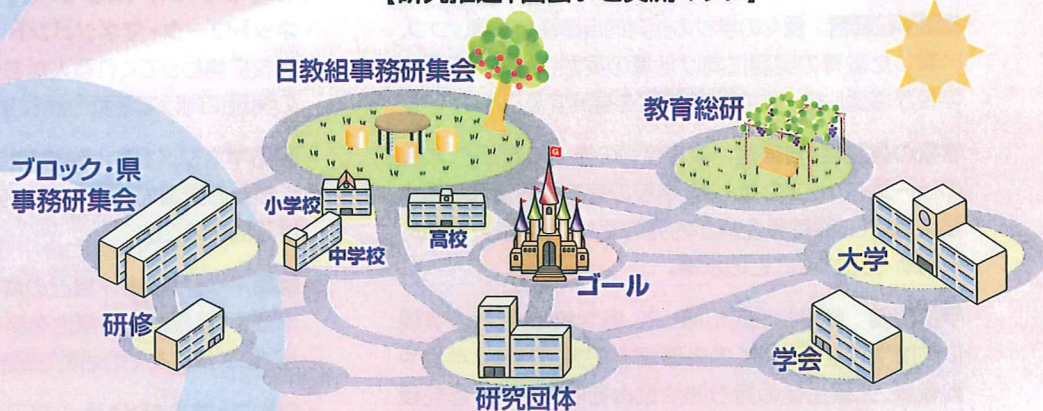 日教組事務研集会
教育総研
ブロック・県
事務研集会
小学校
中学校
高校
ゴール
大学
研修
学会
研究団体
G